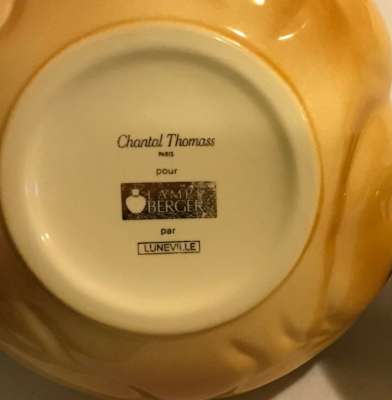 Chantal Thomass
PARIS
pour
LAMPE
BERGER
par
LUNEVILLE